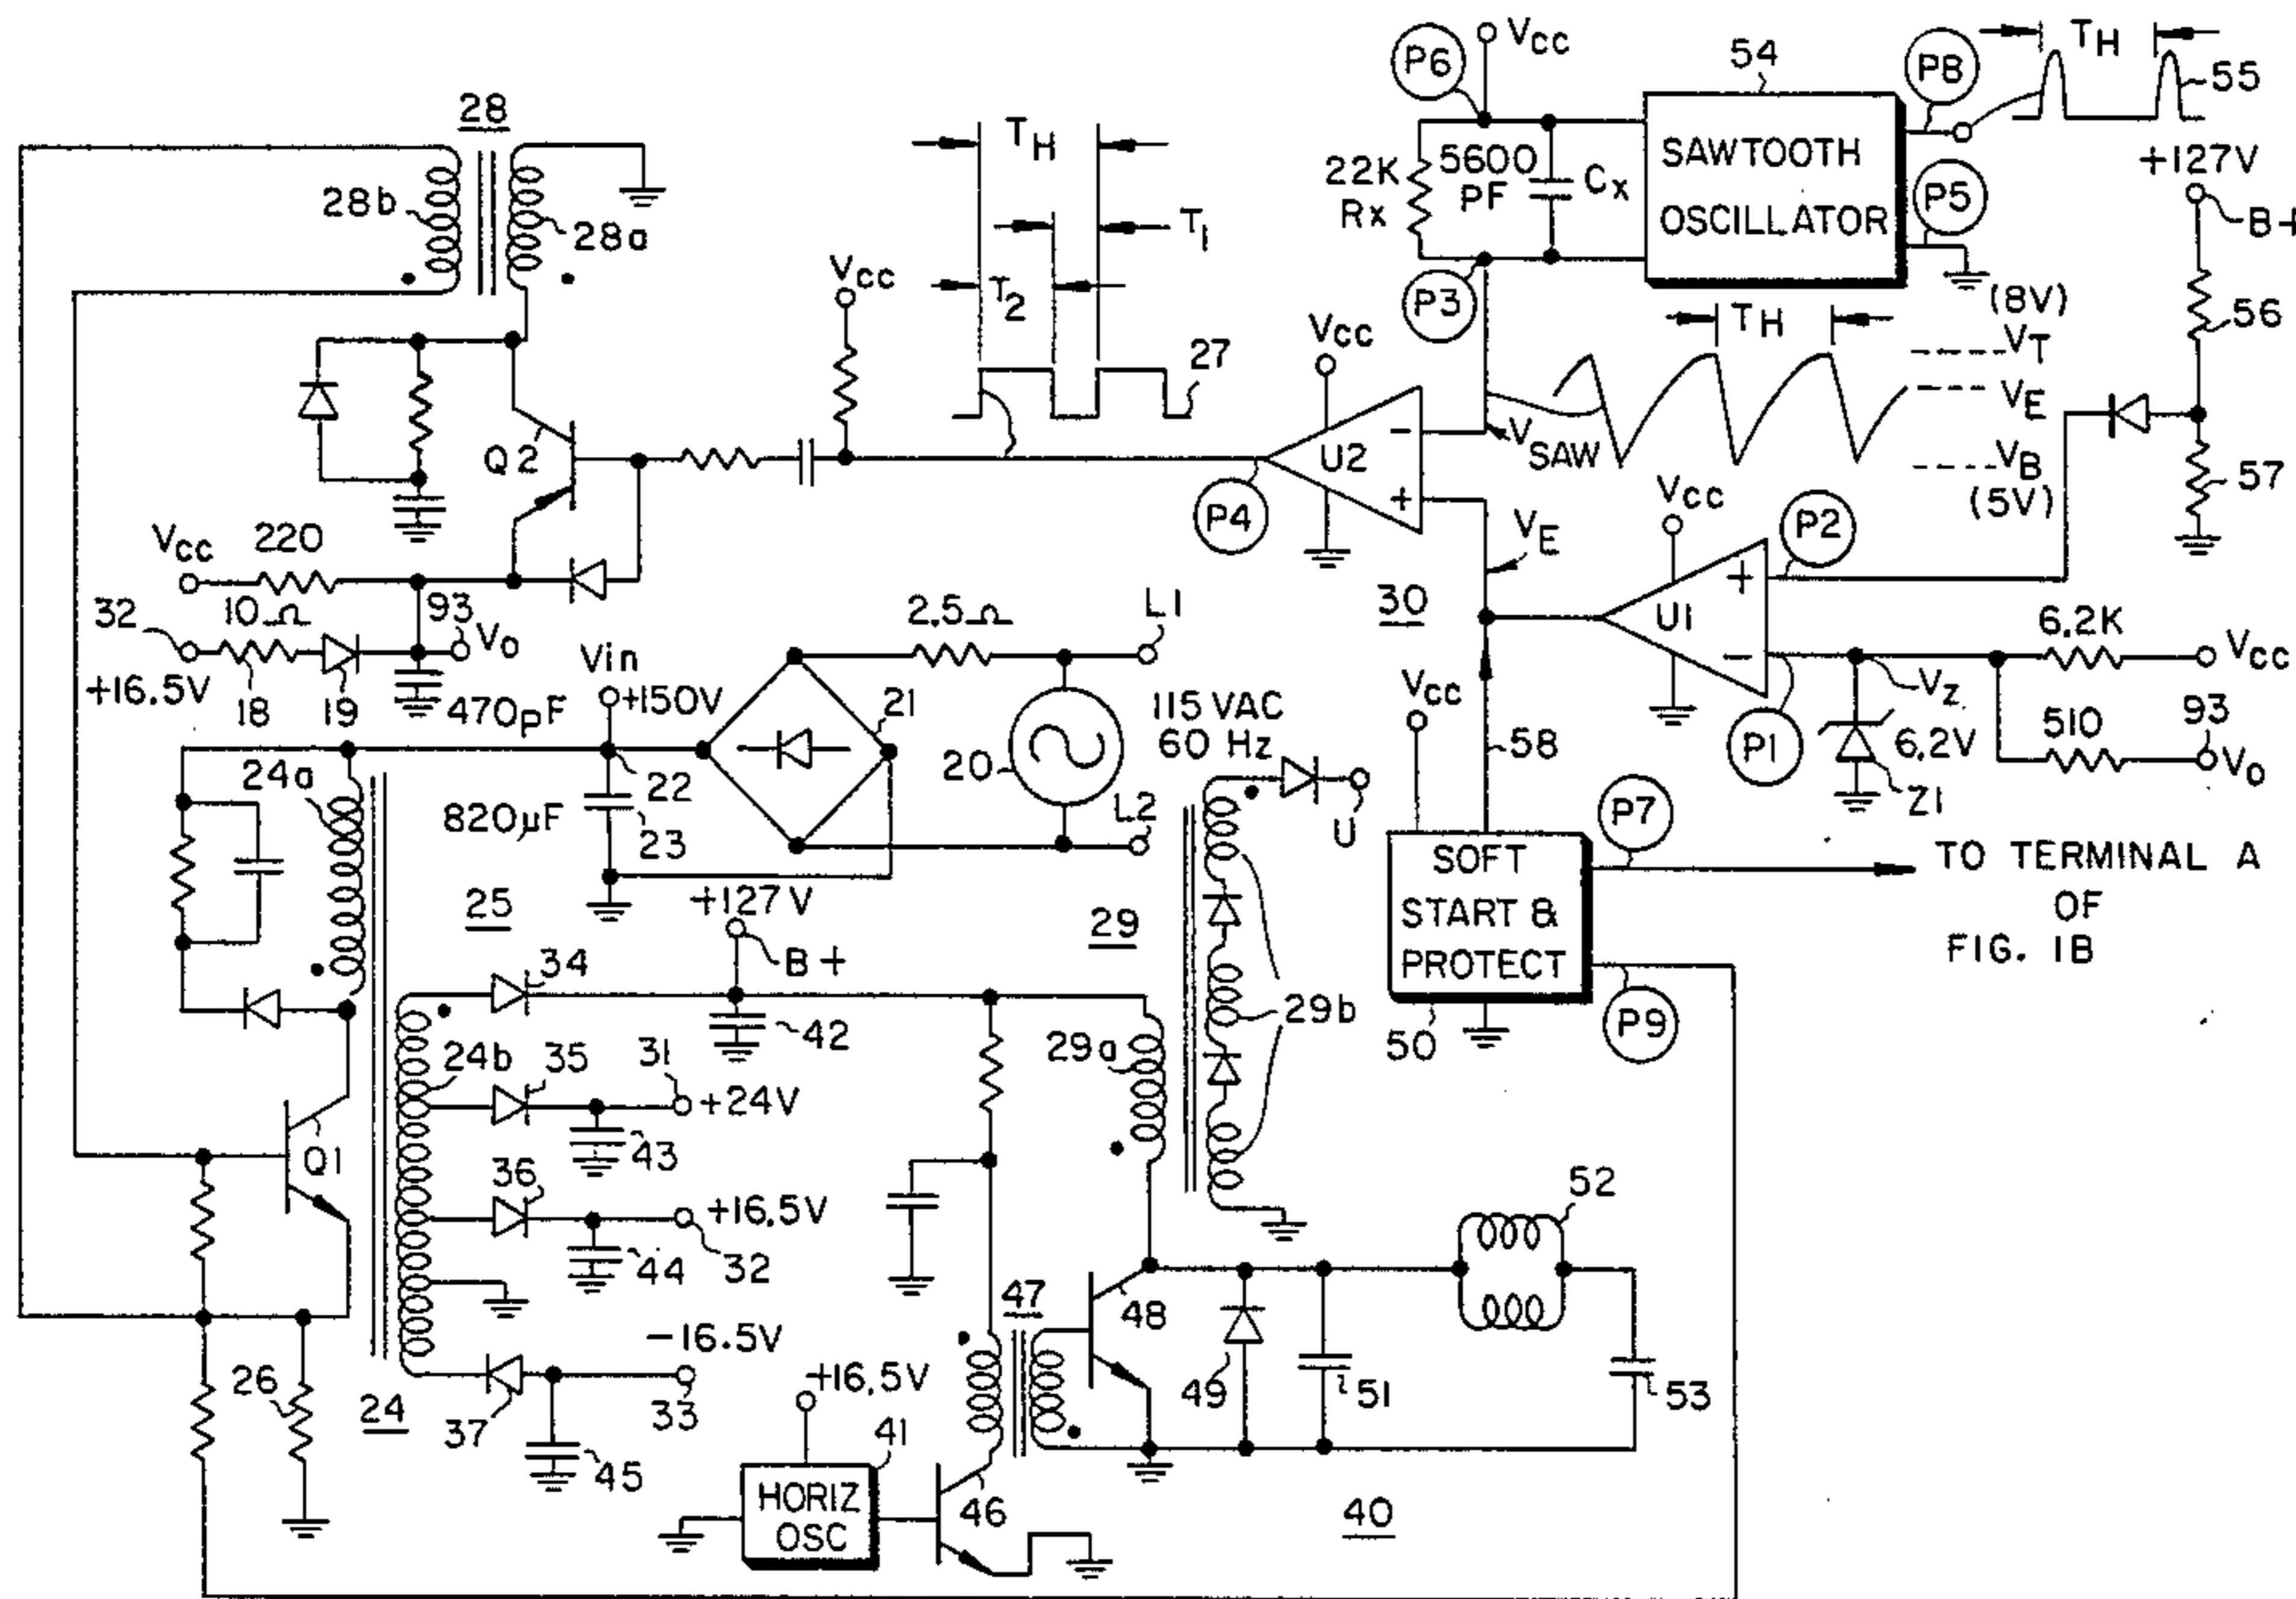 28
28b
28a
TH
T1
T2
27
Vcc
P6
Vcc
54
P8
TH
55
22K
Rx
5600
PF
Cx
SAWTOOTH
OSCILLATOR
P5
+127V
B+
56
57
P3
TH
(8V)
VT
VE
VB
(5V)
VSAW
Q2
Vcc
U2
-
+
P4
VE
Vcc
P2
+
U1
-
P1
30
6.2K
Vcc
Vz
6.2V
Z1
510
93
Vo
Vcc
220
32
10Ω
93
Vo
+16.5V
18
19
470pF
Vin
+150V
2.5Ω
L1
21
20
115 VAC
60 Hz
L2
22
23
820µF
24a
25
+127V
B+
29
29a
29b
U
Vcc
58
SOFT
START &
PROTECT
50
P7
P9
TO TERMINAL A
OF
FIG. 1B
34
42
24b
35
31
+24V
43
Q1
36
+16.5V
32
44
-16.5V
33
37
45
26
24
+16.5V
41
HORIZ
OSC
46
47
48
49
51
52
53
40